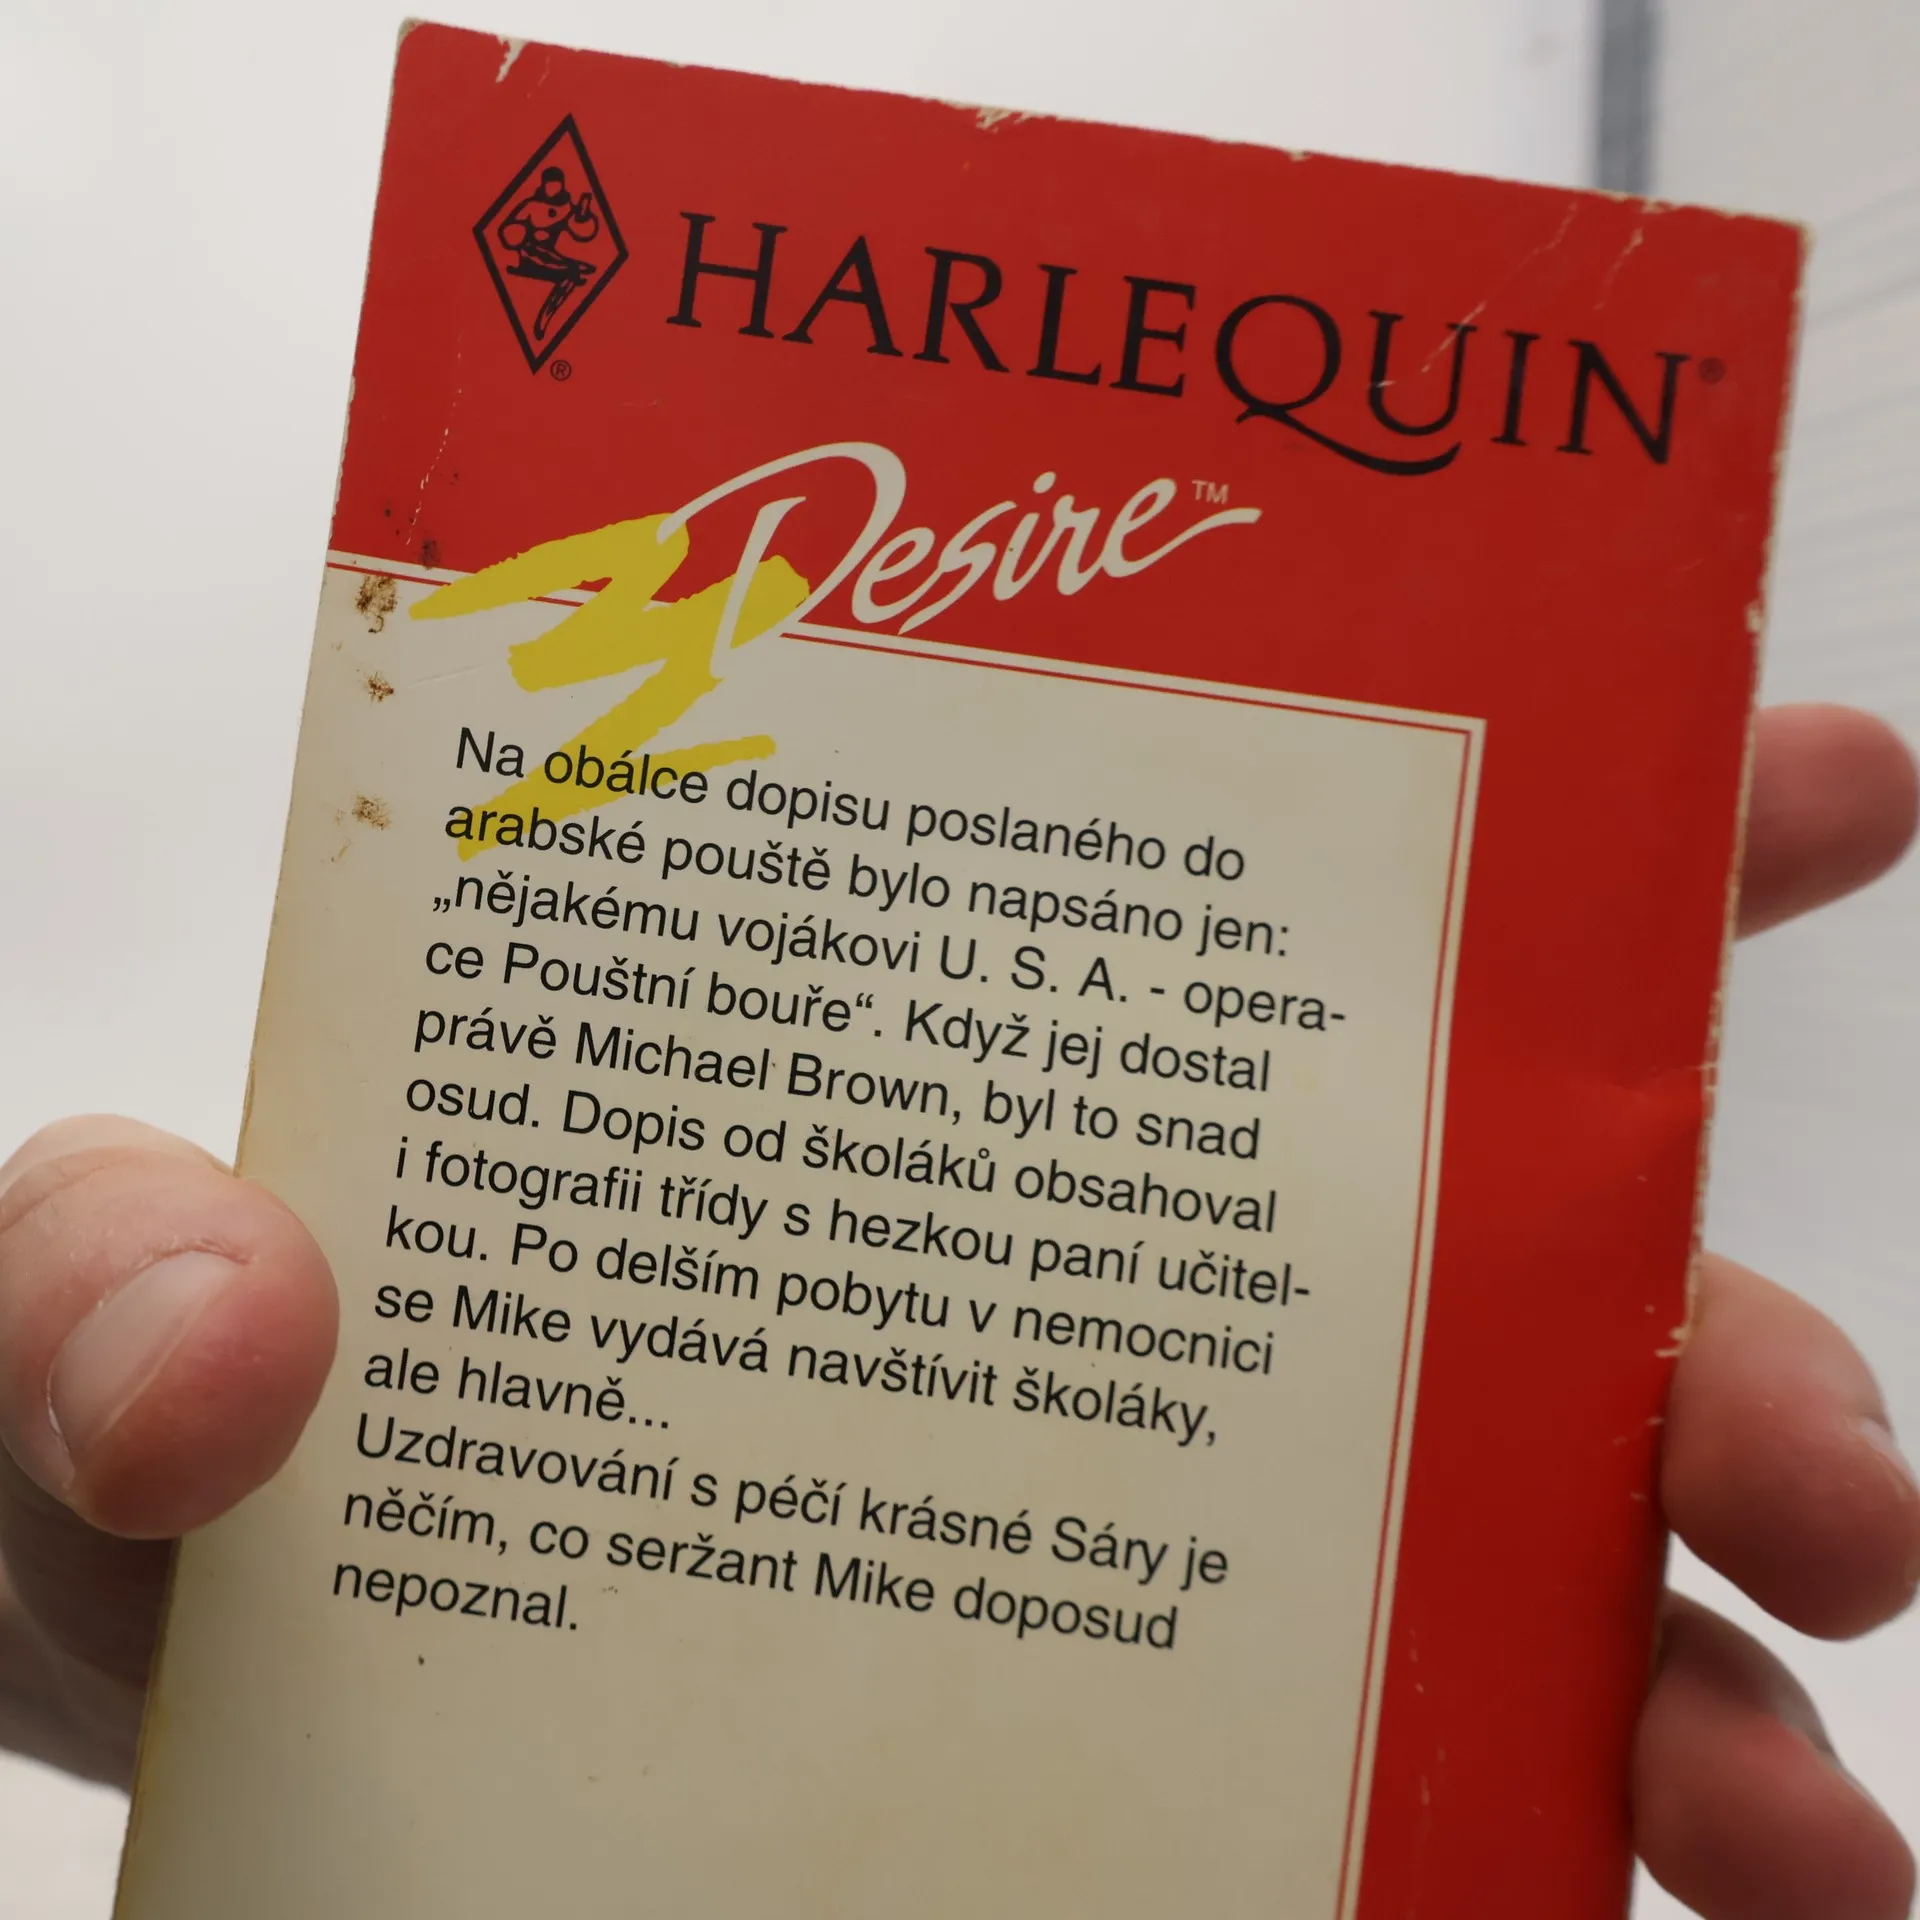 HARLEQUIN®
®
Desire™
Na obálce dopisu poslaného do
arabské pouště bylo napsáno jen:
„nějakému vojákovi U. S. A. - opera-
ce Pouštní bouře“. Když jej dostal
právě Michael Brown, byl to snad
osud. Dopis od školáků obsahoval
i fotografii třídy s hezkou paní učitel-
kou. Po delším pobytu v nemocnici
se Mike vydává navštívit školáky,
ale hlavně...
Uzdravování s péčí krásné Sáry je
něčím, co seržant Mike doposud
nepoznal.